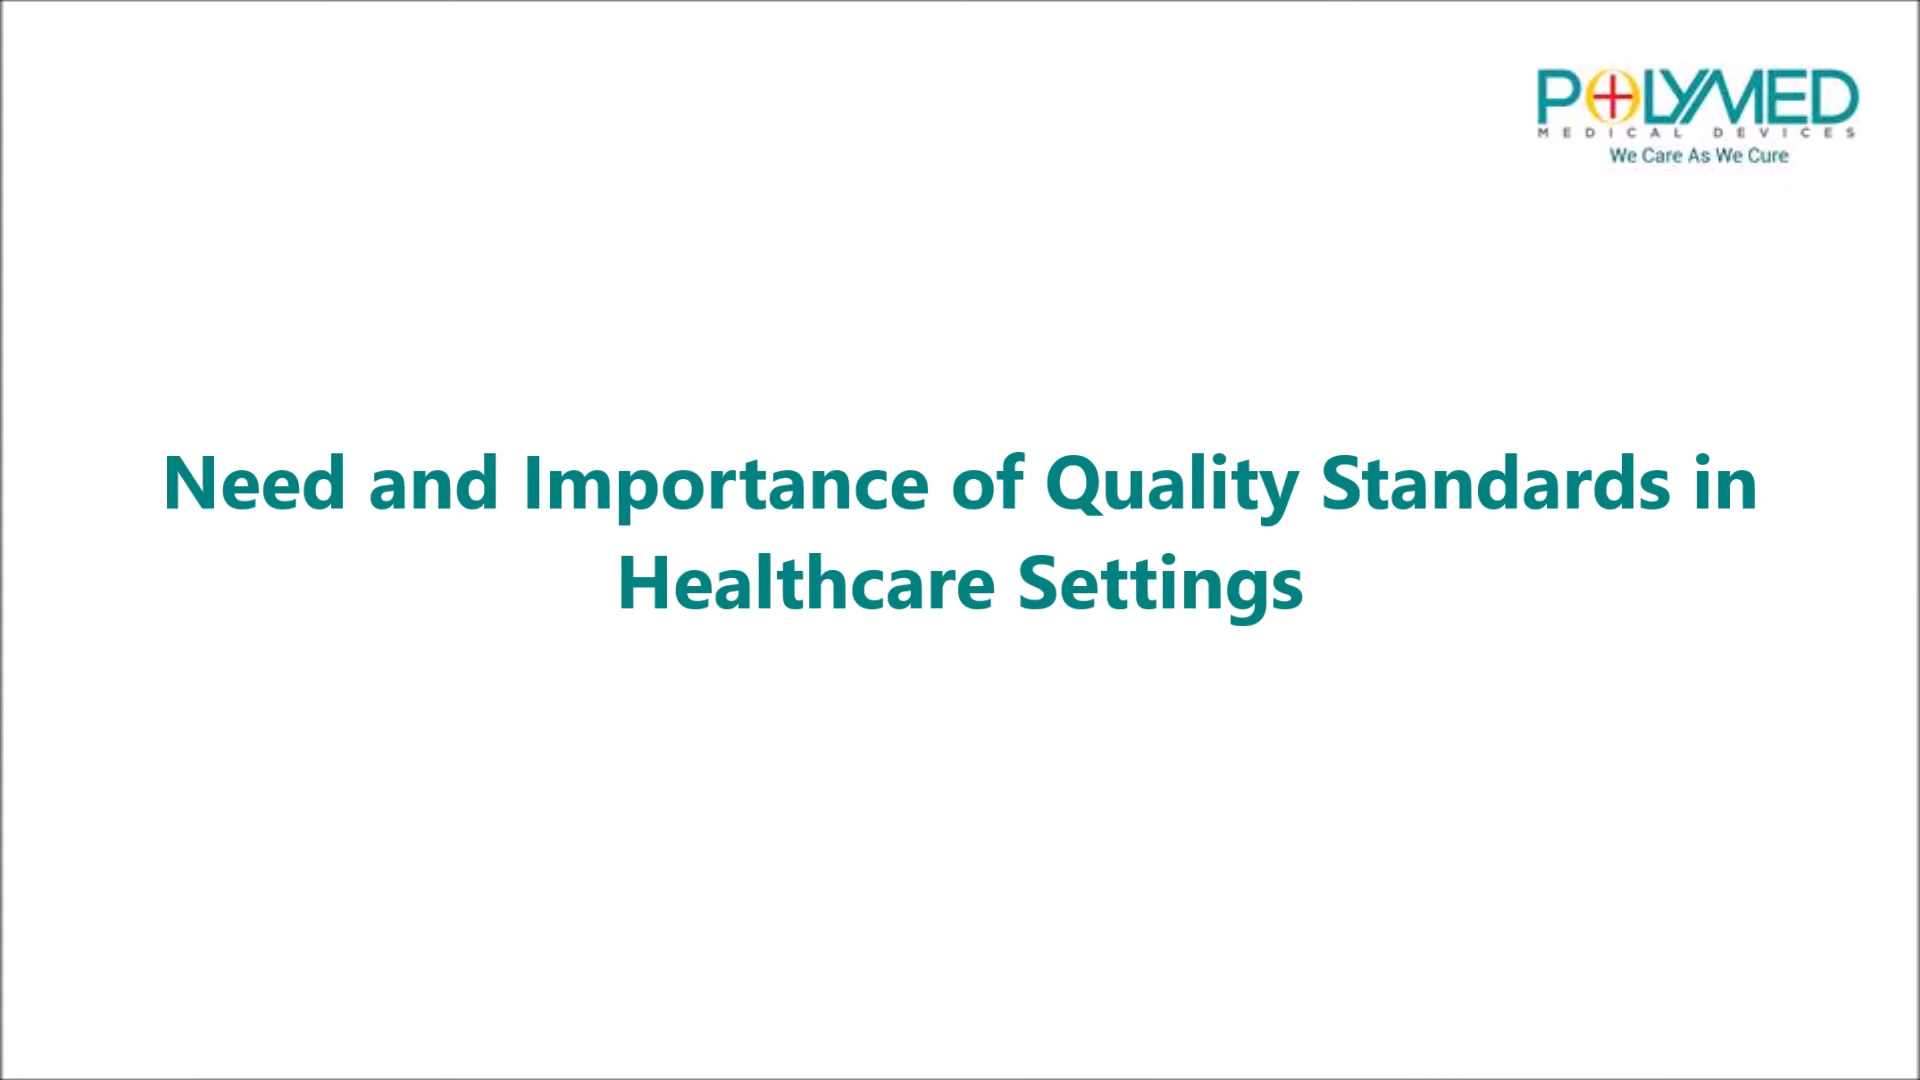 POLYMED
MEDICAL DEVICES
We Care As We Cure
Need and Importance of Quality Standards in
Healthcare Settings